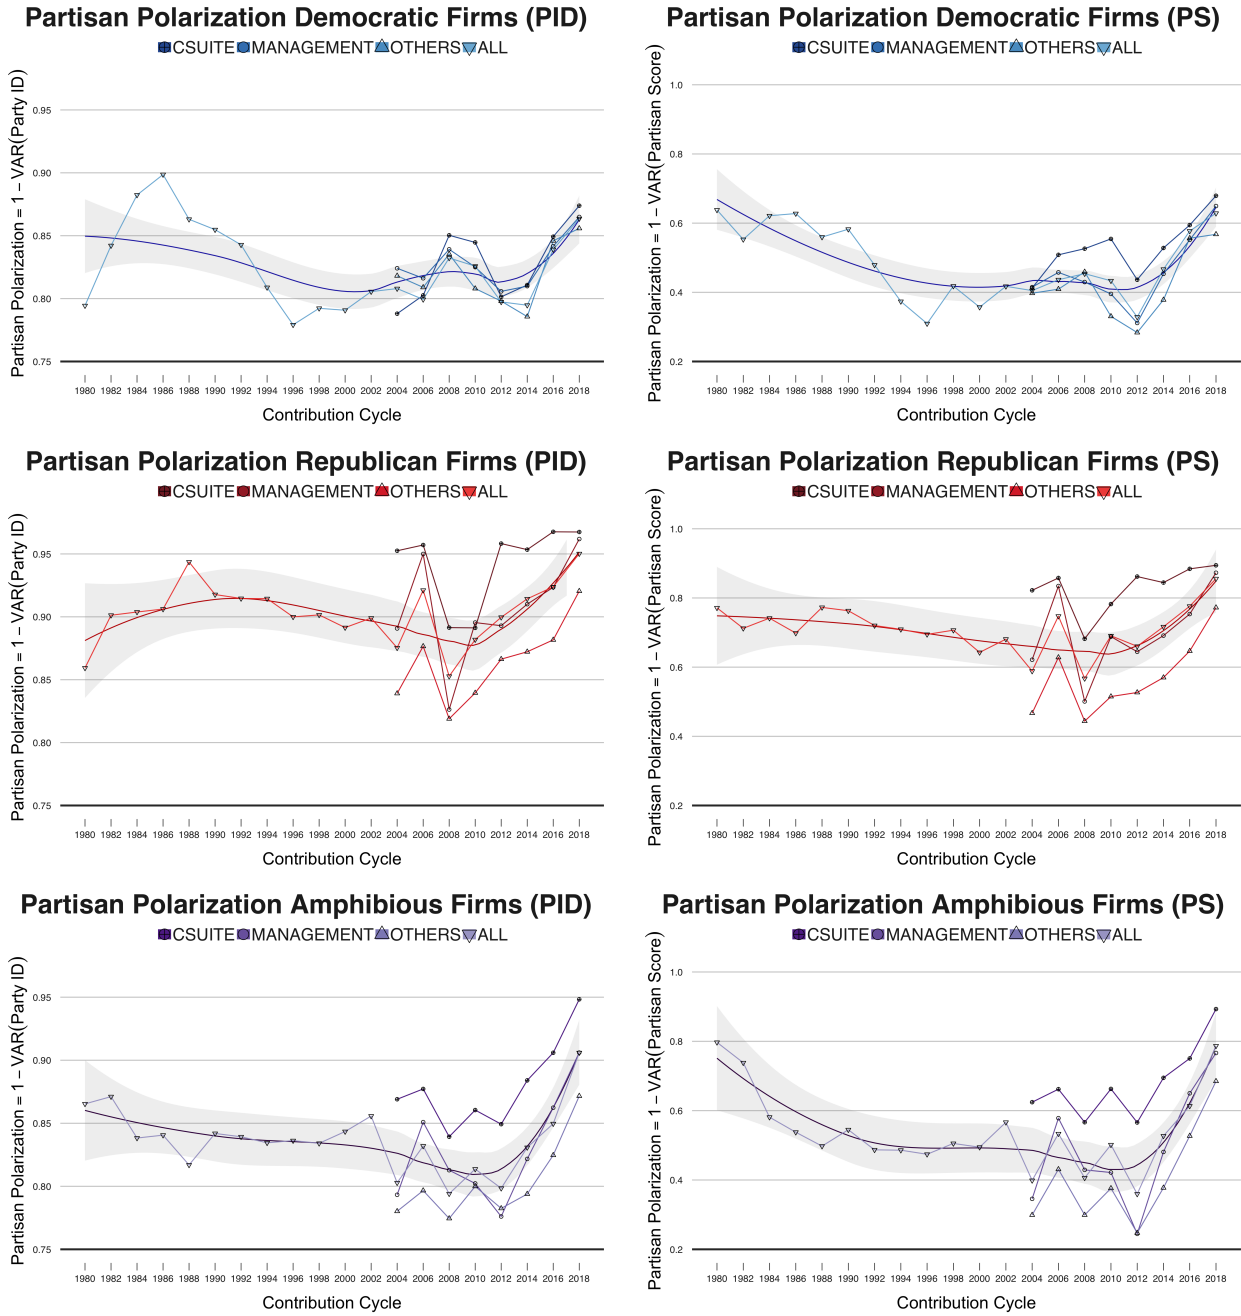 Partisan Polarization Democratic Firms (PID)
CSUITE MANAGEMENT OTHERS ALL
Partisan Polarization = 1 − VAR(Party ID)
0.95
0.90
0.85
0.80
0.75
1980 1982 1984 1986 1988 1990 1992 1994 1996 1998 2000 2002 2004 2006 2008 2010 2012 2014 2016 2018
Contribution Cycle
Partisan Polarization Democratic Firms (PS)
CSUITE MANAGEMENT OTHERS ALL
Partisan Polarization = 1 − VAR(Partisan Score)
1.0
0.8
0.6
0.4
0.2
1980 1982 1984 1986 1988 1990 1992 1994 1996 1998 2000 2002 2004 2006 2008 2010 2012 2014 2016 2018
Contribution Cycle
Partisan Polarization Republican Firms (PID)
CSUITE MANAGEMENT OTHERS ALL
Partisan Polarization = 1 − VAR(Party ID)
0.95
0.90
0.85
0.80
0.75
1980 1982 1984 1986 1988 1990 1992 1994 1996 1998 2000 2002 2004 2006 2008 2010 2012 2014 2016 2018
Contribution Cycle
Partisan Polarization Republican Firms (PS)
CSUITE MANAGEMENT OTHERS ALL
Partisan Polarization = 1 − VAR(Partisan Score)
1.0
0.8
0.6
0.4
0.2
1980 1982 1984 1986 1988 1990 1992 1994 1996 1998 2000 2002 2004 2006 2008 2010 2012 2014 2016 2018
Contribution Cycle
Partisan Polarization Amphibious Firms (PID)
CSUITE MANAGEMENT OTHERS ALL
Partisan Polarization = 1 − VAR(Party ID)
0.95
0.90
0.85
0.80
0.75
1980 1982 1984 1986 1988 1990 1992 1994 1996 1998 2000 2002 2004 2006 2008 2010 2012 2014 2016 2018
Contribution Cycle
Partisan Polarization Amphibious Firms (PS)
CSUITE MANAGEMENT OTHERS ALL
Partisan Polarization = 1 − VAR(Partisan Score)
1.0
0.8
0.6
0.4
0.2
1980 1982 1984 1986 1988 1990 1992 1994 1996 1998 2000 2002 2004 2006 2008 2010 2012 2014 2016 2018
Contribution Cycle